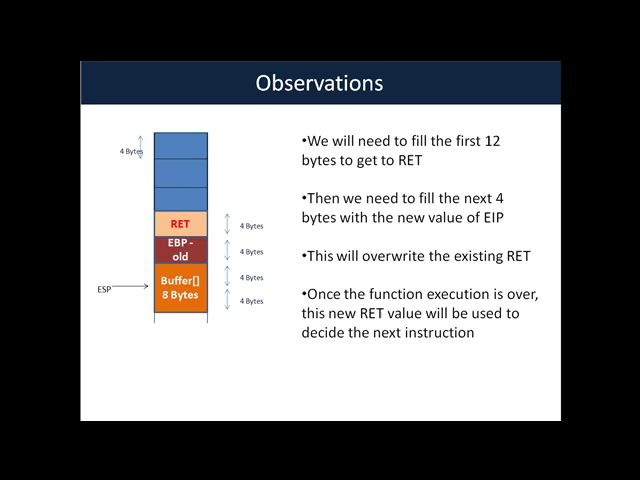 Observations
4 Bytes
RET
4 Bytes
EBP -
old
4 Bytes
Buffer[]
8 Bytes
4 Bytes
4 Bytes
ESP
•We will need to fill the first 12
bytes to get to RET
•Then we need to fill the next 4
bytes with the new value of EIP
•This will overwrite the existing RET
•Once the function execution is over,
this new RET value will be used to
decide the next instruction